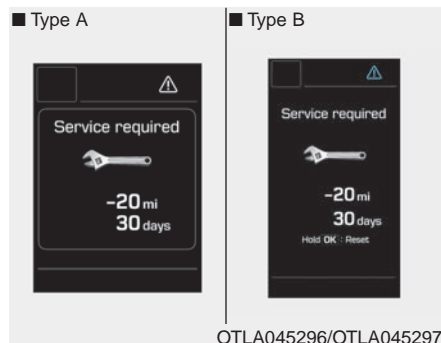 ■ Type A
Service required
-20 mi
30 days
■ Type B
Service required
-20 mi
30 days
Hold OK : Reset
OTLA045296/OTLA045297